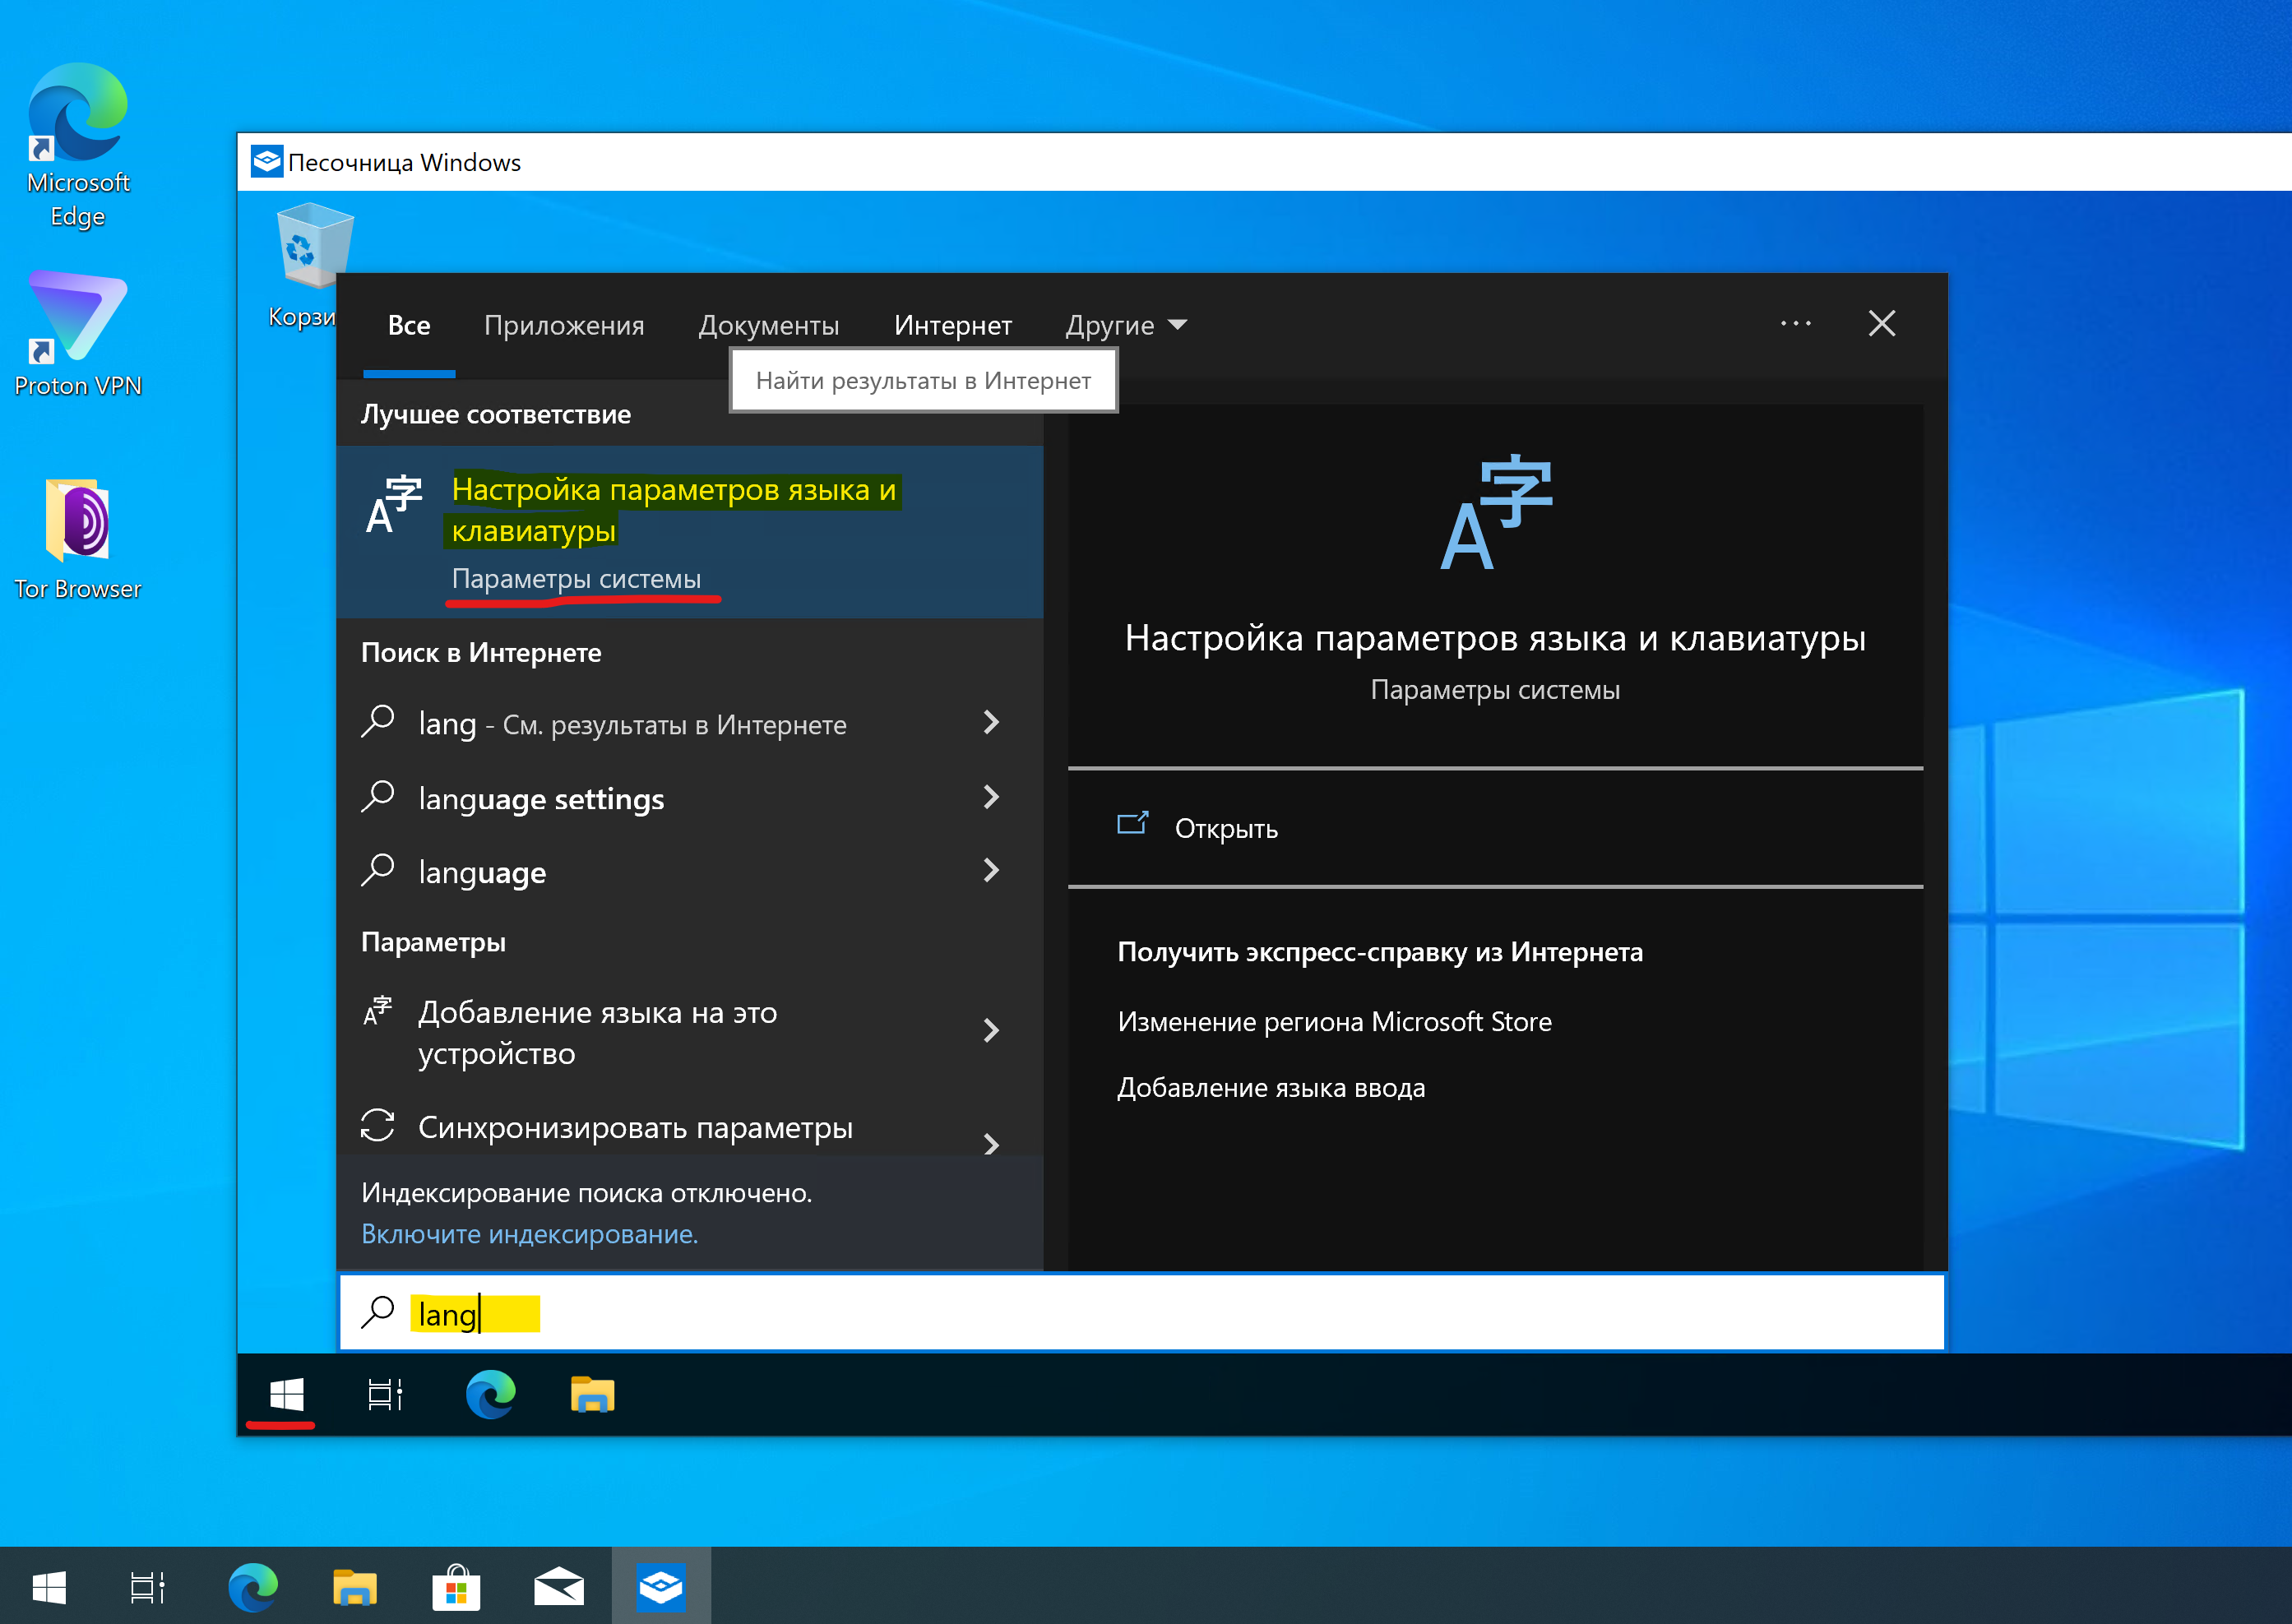 Microsoft
Edge
Proton VPN
Tor Browser
Песочница Windows
Корзи
Все
Приложения
Документы
Интернет
Другие
Найти результаты в Интернет
Лучшее соответствие
Настройка параметров языка и
клавиатуры
Параметры системы
Поиск в Интернете
lang - См. результаты в Интернете
language settings
language
Параметры
Добавление языка на это
устройство
Синхронизировать параметры
Индексирование поиска отключено.
Включите индексирование.
lang
Настройка параметров языка и клавиатуры
Параметры системы
Открыть
Получить экспресс-справку из Интернета
Изменение региона Microsoft Store
Добавление языка ввода